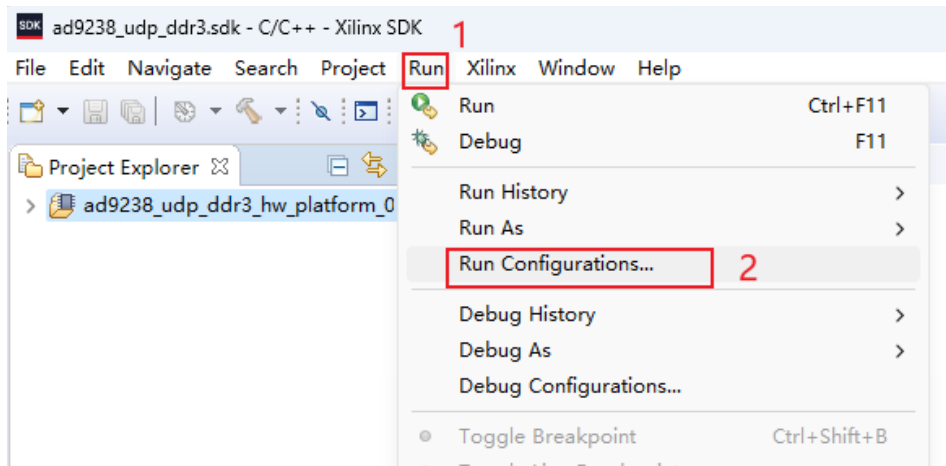 SDK ad9238_udp_ddr3.sdk - C/C++ - Xilinx SDK
1
File Edit Navigate Search Project Run Xilinx Window Help
Run Ctrl+F11
Debug F11
Project Explorer
Run History
ad9238_udp_ddr3_hw_platform_0
Run As
Run Configurations... 2
Debug History
Debug As
Debug Configurations...
Toggle Breakpoint Ctrl+Shift+B